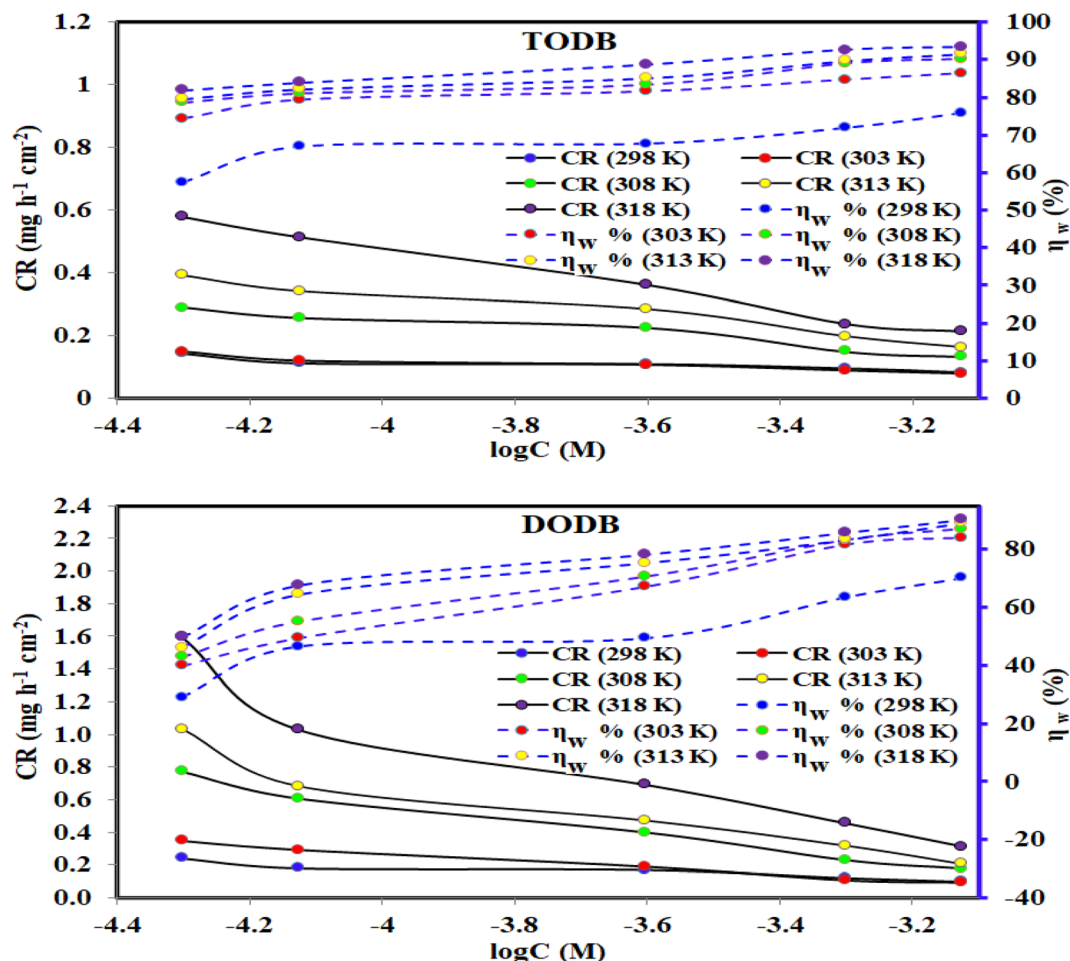 TODB
CR (mg h-1 cm-2)
1.2
1
0.8
0.6
0.4
0.2
0
100
90
80
70
60
50
40
30
20
10
0
ηw (%)
CR (298 K) CR (303 K)
CR (308 K) CR (313 K)
CR (318 K) ηw % (298 K)
ηw % (303 K) ηw % (308 K)
ηw % (313 K) ηw % (318 K)
-4.4 -4.2 -4 -3.8 -3.6 -3.4 -3.2
logC (M)
DODB
CR (mg h-1 cm-2)
2.4
2.2
2.0
1.8
1.6
1.4
1.2
1.0
0.8
0.6
0.4
0.2
0.0
80
60
40
20
0
-20
-40
ηw (%)
CR (298 K) CR (303 K)
CR (308 K) CR (313 K)
CR (318 K) ηw % (298 K)
ηw % (303 K) ηw % (308 K)
ηw % (313 K) ηw % (318 K)
-4.4 -4.2 -4 -3.8 -3.6 -3.4 -3.2
logC (M)